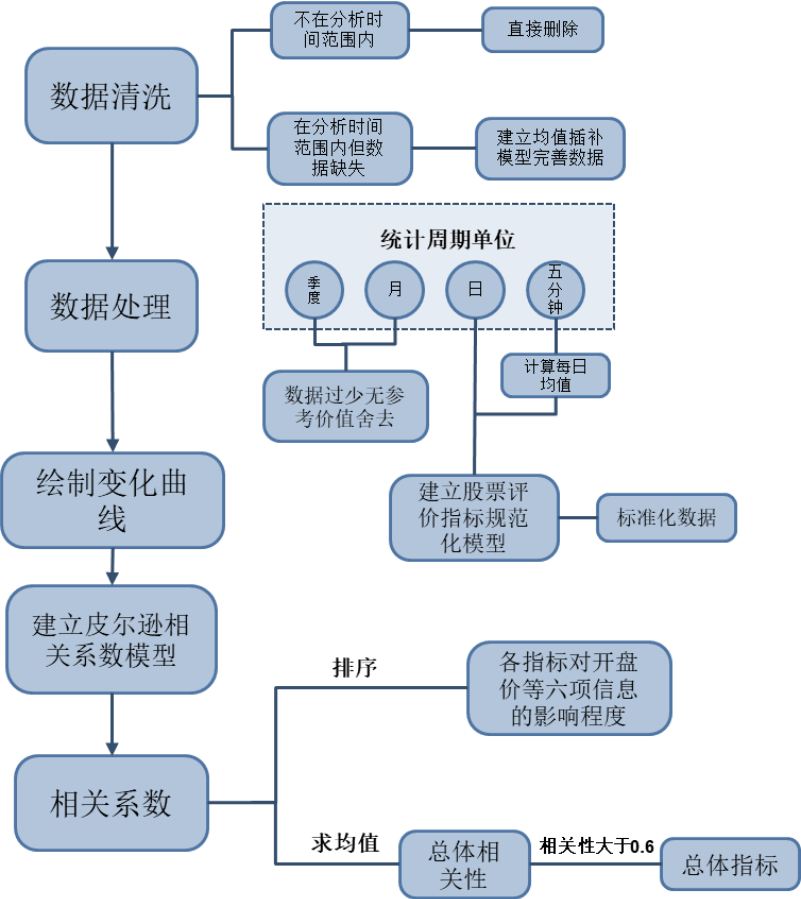 不在分析时
间范围内
直接删除
数据清洗
在分析时间
范围内但数
据缺失
建立均值插补
模型完善数据
统计周期单位
季
度
月
日
五
分
钟
数据处理
计算每日
均值
数据过少无参
考价值舍去
绘制变化曲
线
建立股票评
价指标规范
化模型
标准化数据
建立皮尔逊相
关系数模型
排序
各指标对开盘
价等六项信息
的影响程度
相关系数
求均值
总体相
关性
相关性大于0.6
总体指标